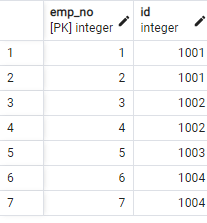 emp_no id
[PK] integer integer
1 1 1001
2 2 1001
3 3 1002
4 4 1002
5 5 1003
6 6 1004
7 7 1004